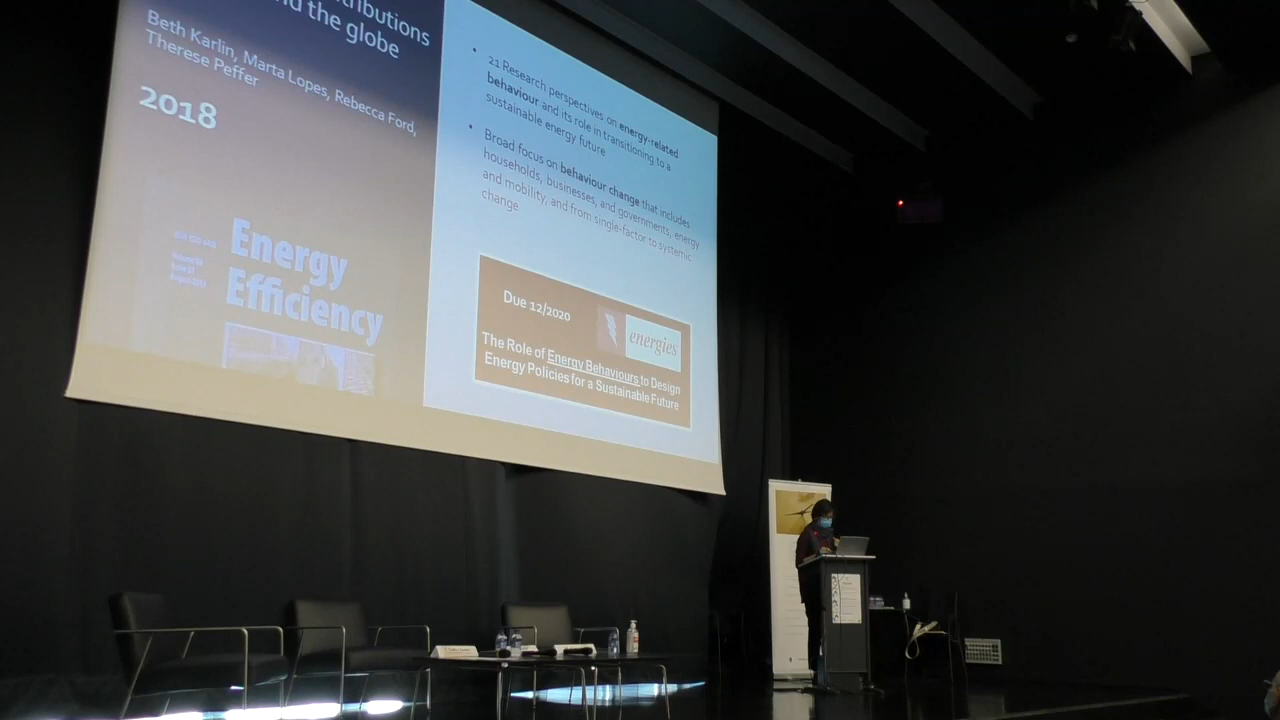 nd the globe
Beth Karlin, Marta Lopes, Rebecca Ford,
Therese Peffer
2018
Energy
Efficiency
• 21 Research perspectives on energy-related
behaviour and its role in transitioning to a
sustainable energy future
• Broad focus on behaviour change that includes
households, businesses, and governments, energy
and mobility, and from single-factor to systemic
change
Due 12/2020
energies
The Role of Energy Behaviours to Design
Energy Policies for a Sustainable Future